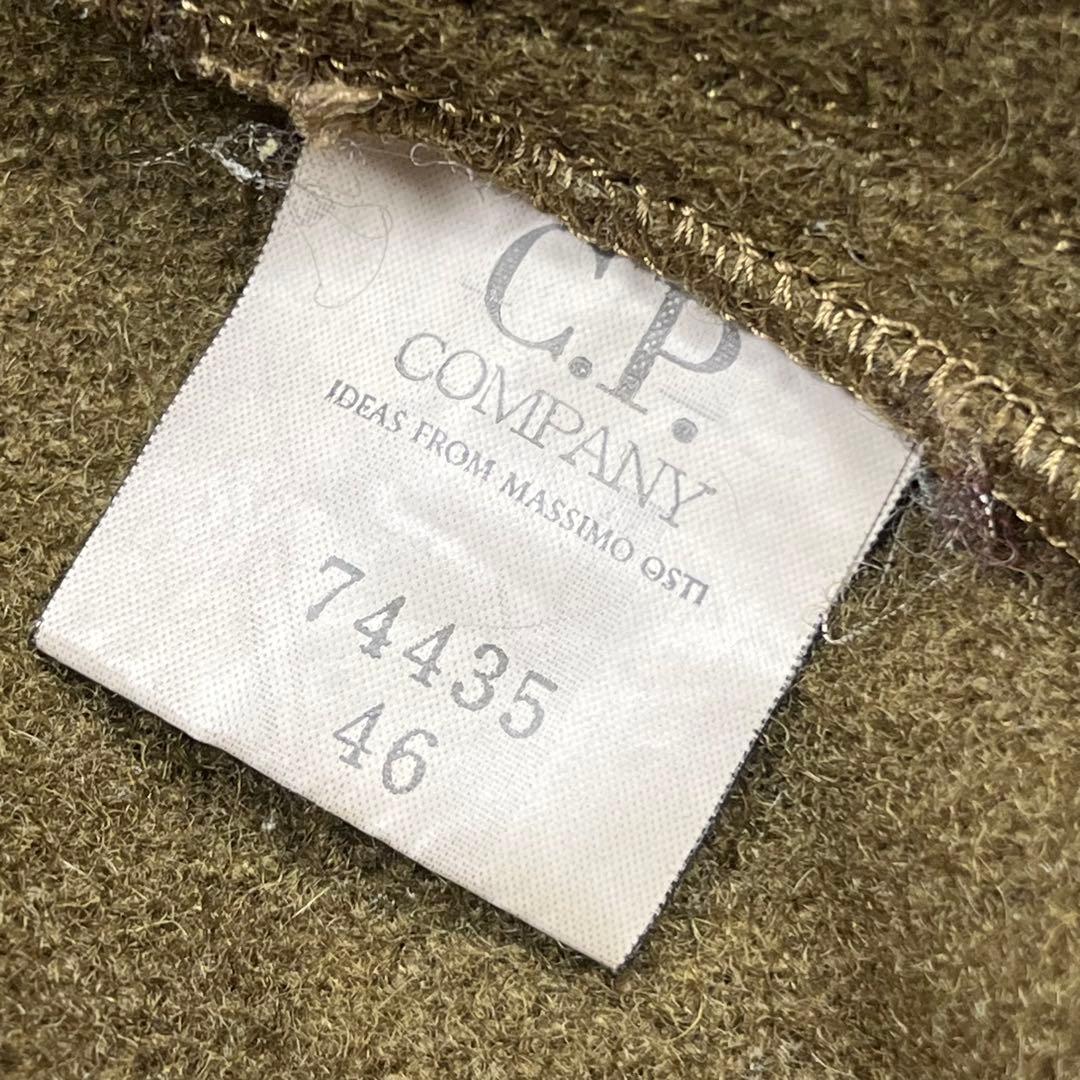 C.P.
COMPANY
IDEAS FROM MASSIMO OSTI
74435
46